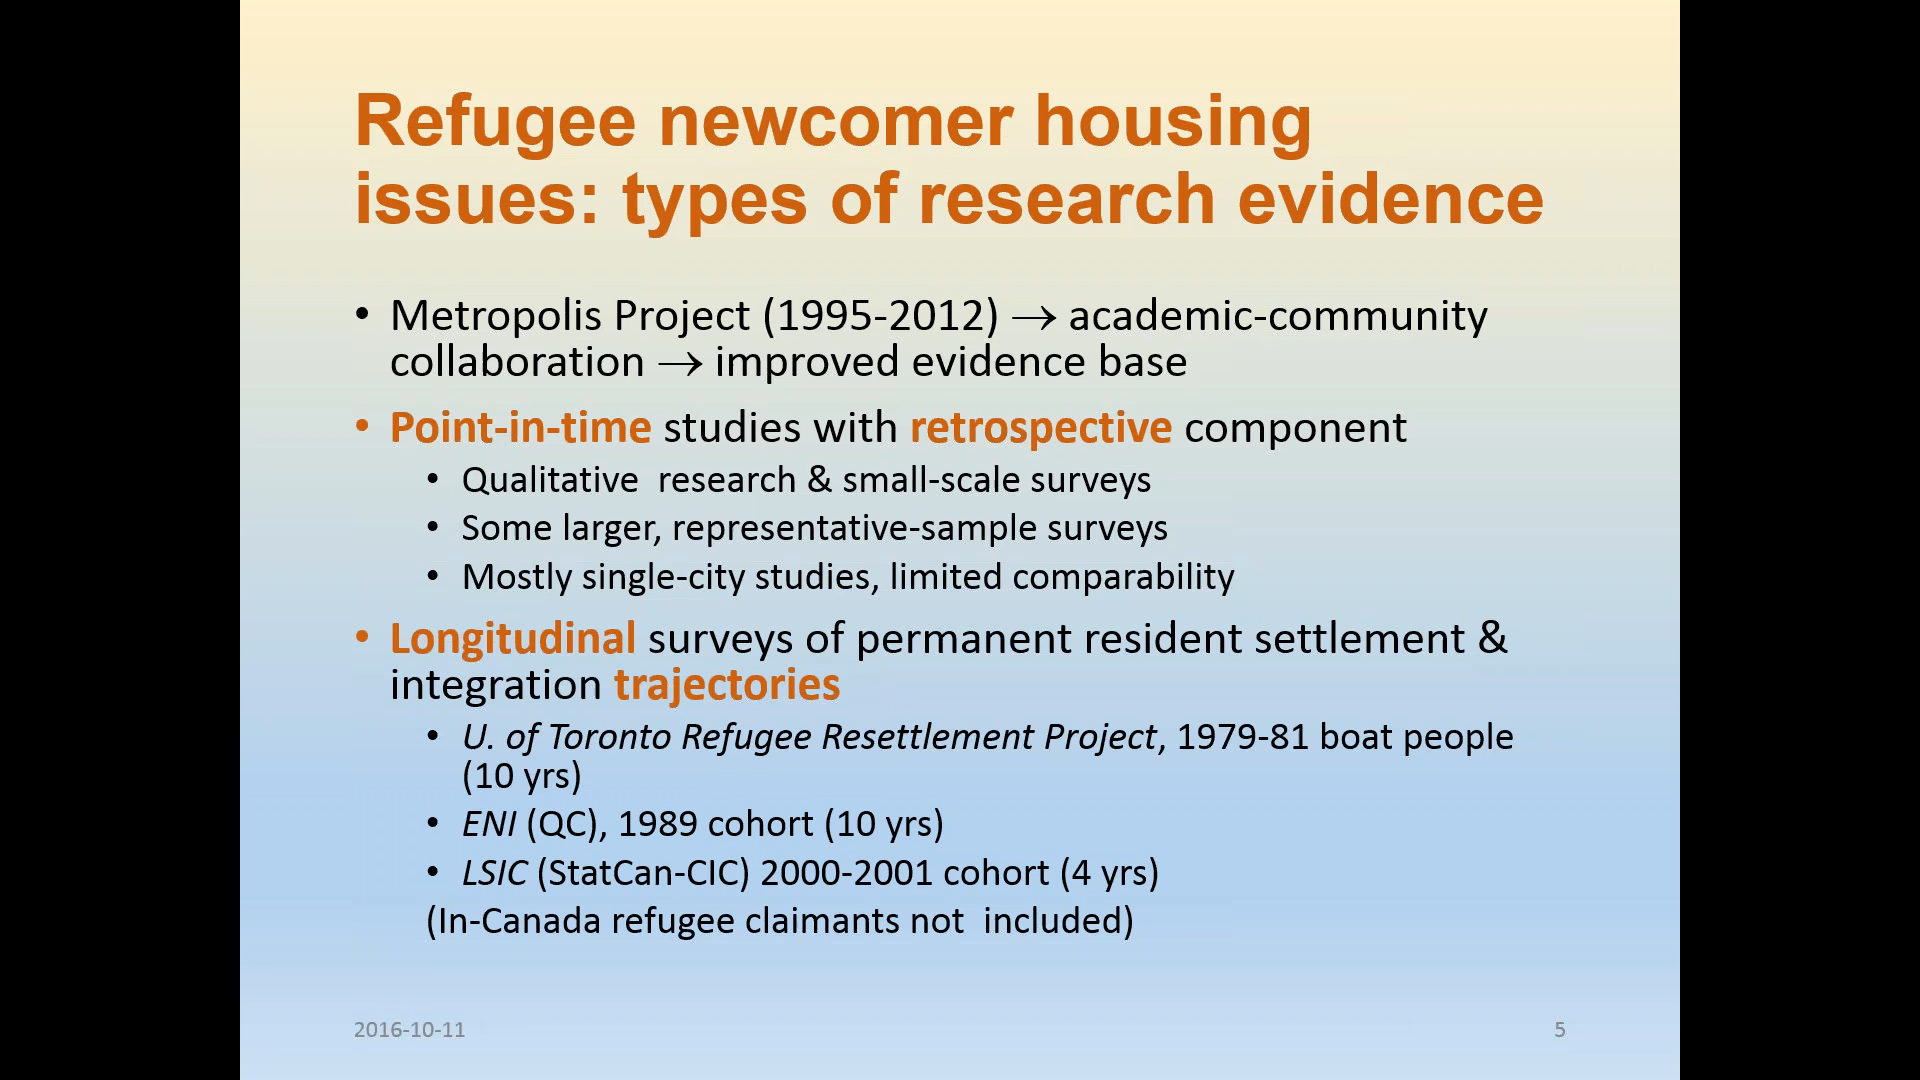 Refugee newcomer housing
issues: types of research evidence
• Metropolis Project (1995-2012) → academic-community
collaboration → improved evidence base
• Point-in-time studies with retrospective component
• Qualitative  research & small-scale surveys
• Some larger, representative-sample surveys
• Mostly single-city studies, limited comparability
• Longitudinal surveys of permanent resident settlement &
integration trajectories
• U. of Toronto Refugee Resettlement Project, 1979-81 boat people
(10 yrs)
• ENI (QC), 1989 cohort (10 yrs)
• LSIC (StatCan-CIC) 2000-2001 cohort (4 yrs)
(In-Canada refugee claimants not  included)
2016-10-11
5